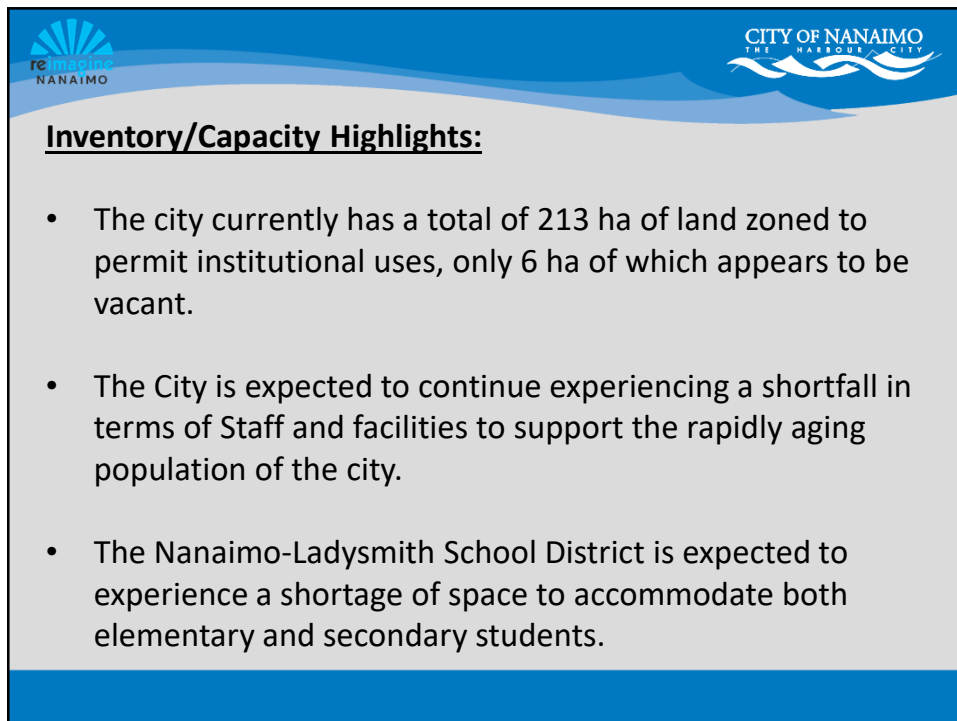 reimagine
NANAIMO
CITY OF NANAIMO
THE HARBOUR CITY
Inventory/Capacity Highlights:
• The city currently has a total of 213 ha of land zoned to
permit institutional uses, only 6 ha of which appears to be
vacant.
• The City is expected to continue experiencing a shortfall in
terms of Staff and facilities to support the rapidly aging
population of the city.
• The Nanaimo-Ladysmith School District is expected to
experience a shortage of space to accommodate both
elementary and secondary students.